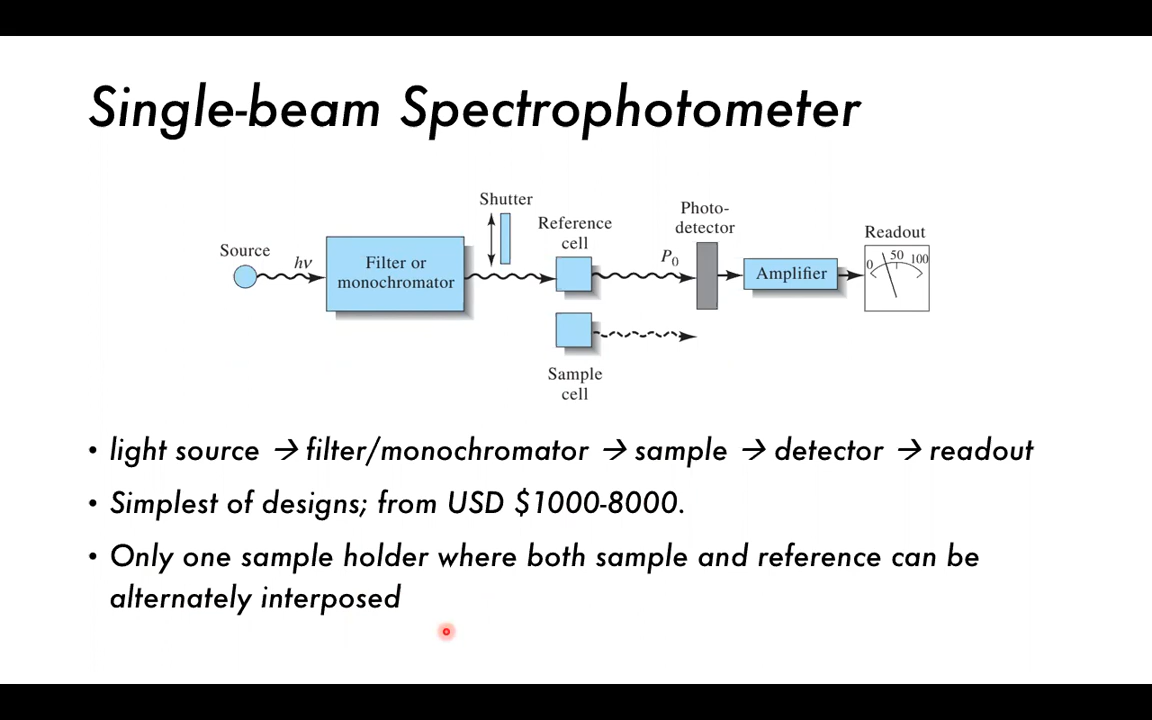 Single-beam Spectrophotometer
Shutter
Reference
cell
Photo-
detector
Readout
Source
hν
Filter or
monochromator
P0
Amplifier
0 50 100
Sample
cell
• light source → filter/monochromator → sample → detector → readout
• Simplest of designs; from USD $1000-8000.
• Only one sample holder where both sample and reference can be
alternately interposed